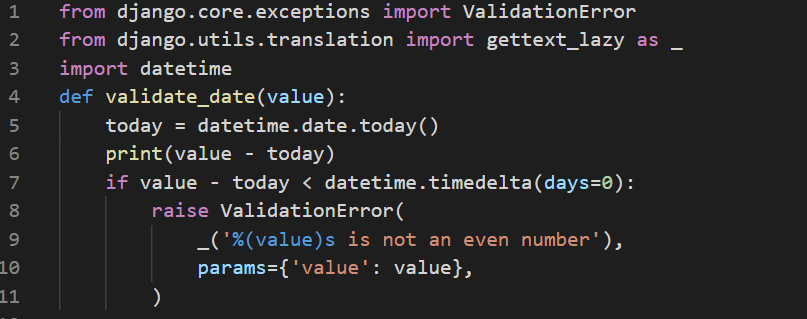 1 from django.core.exceptions import ValidationError
2 from django.utils.translation import gettext_lazy as _
3 import datetime
4 def validate_date(value):
5     today = datetime.date.today()
6     print(value - today)
7     if value - today < datetime.timedelta(days=0):
8         raise ValidationError(
9             _('%(value)s is not an even number'),
10             params={'value': value},
11         )